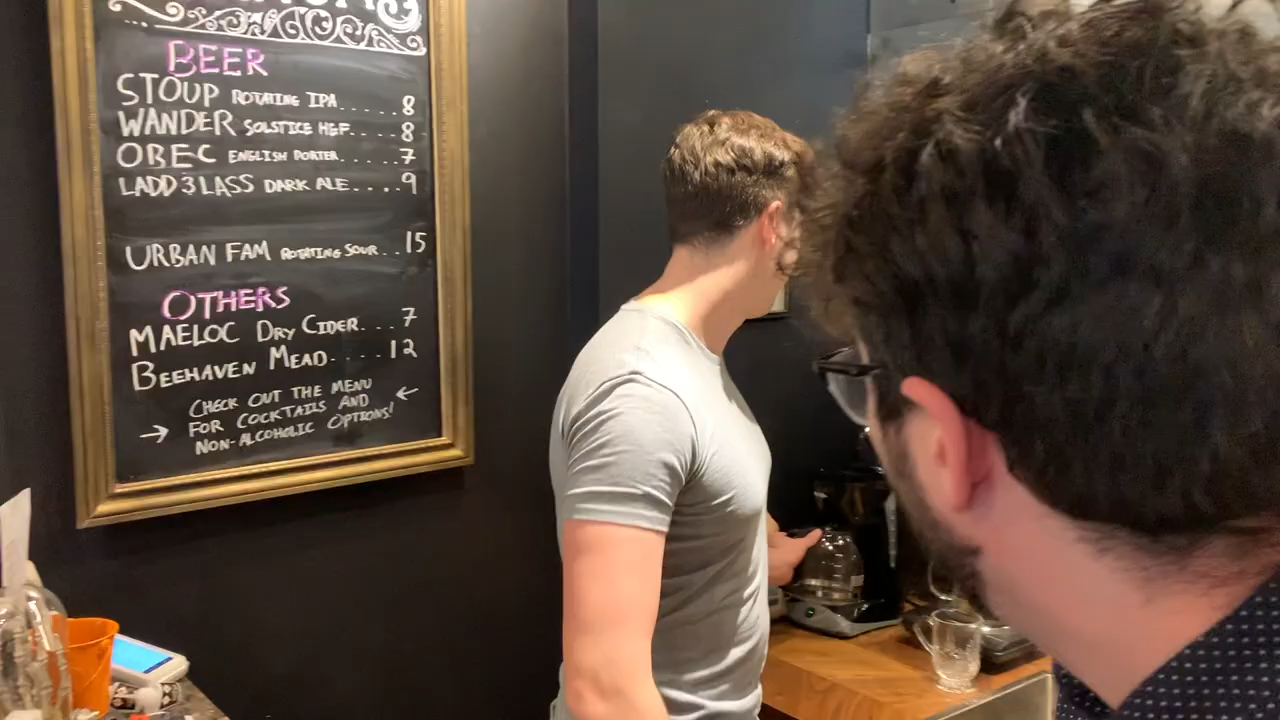 BEER
STOUP ROTATING IPA.....8
WANDER SOLSTICE HEF....8
OBEC ENGLISH PORTER.....7
LADD3LASS DARK ALE....9
URBAN FAM ROTATING SOUR..15
OTHERS
MAELOC DRY CIDER...7
BEEHAVEN MEAD....12
CHECK OUT THE MENU
FOR COCKTAILS AND
NON-ALCOHOLIC OPTIONS!